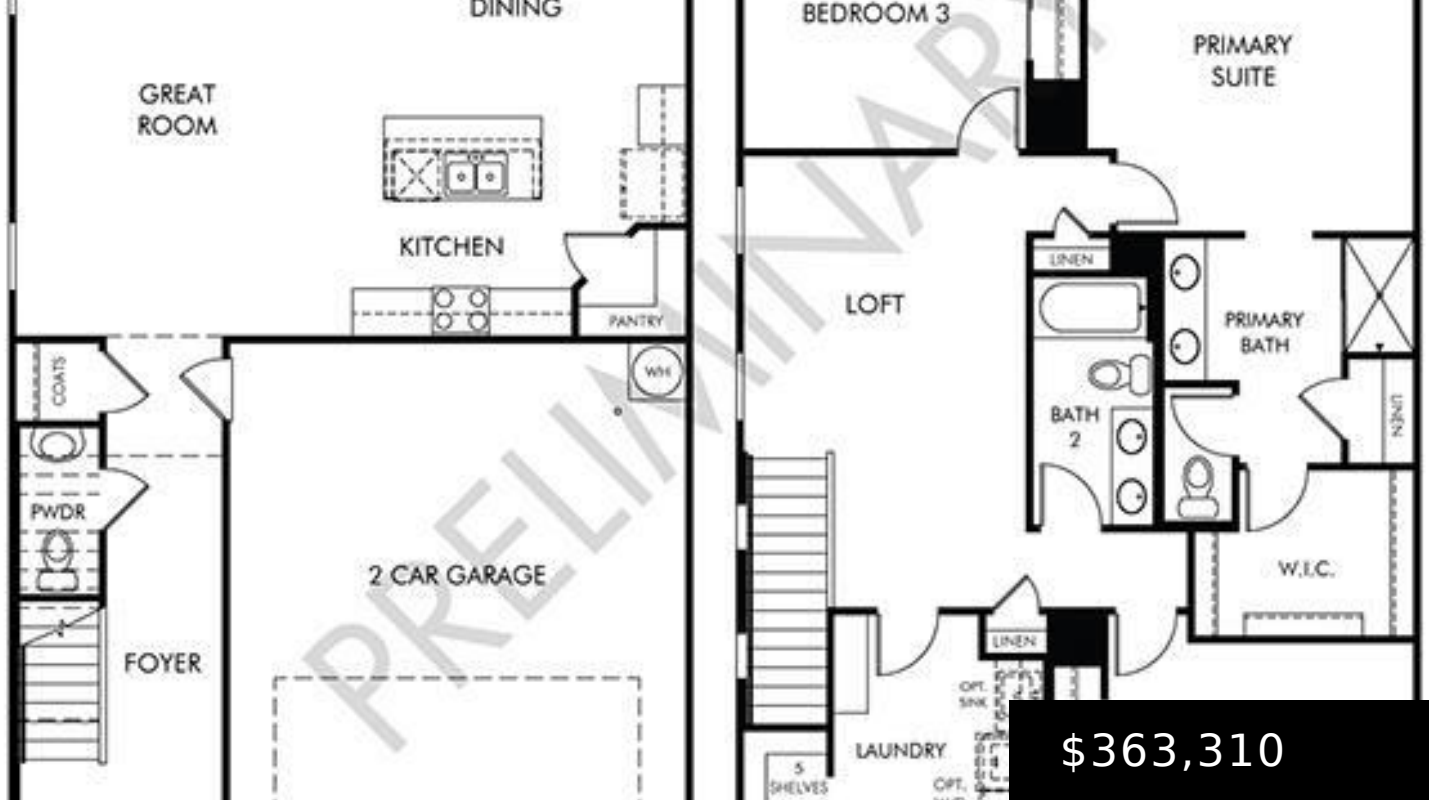 DINING
GREAT
ROOM
KITCHEN
PANTRY
COATS
WH
PWDR
2 CAR GARAGE
FOYER
PRELIMINARY
BEDROOM 3
PRIMARY
SUITE
LINEN
LOFT
PRIMARY
BATH
BATH
2
LINEN
W.I.C.
LINEN
OPT.
SINK
LAUNDRY
5
SHELVES
OPT.
$363,310